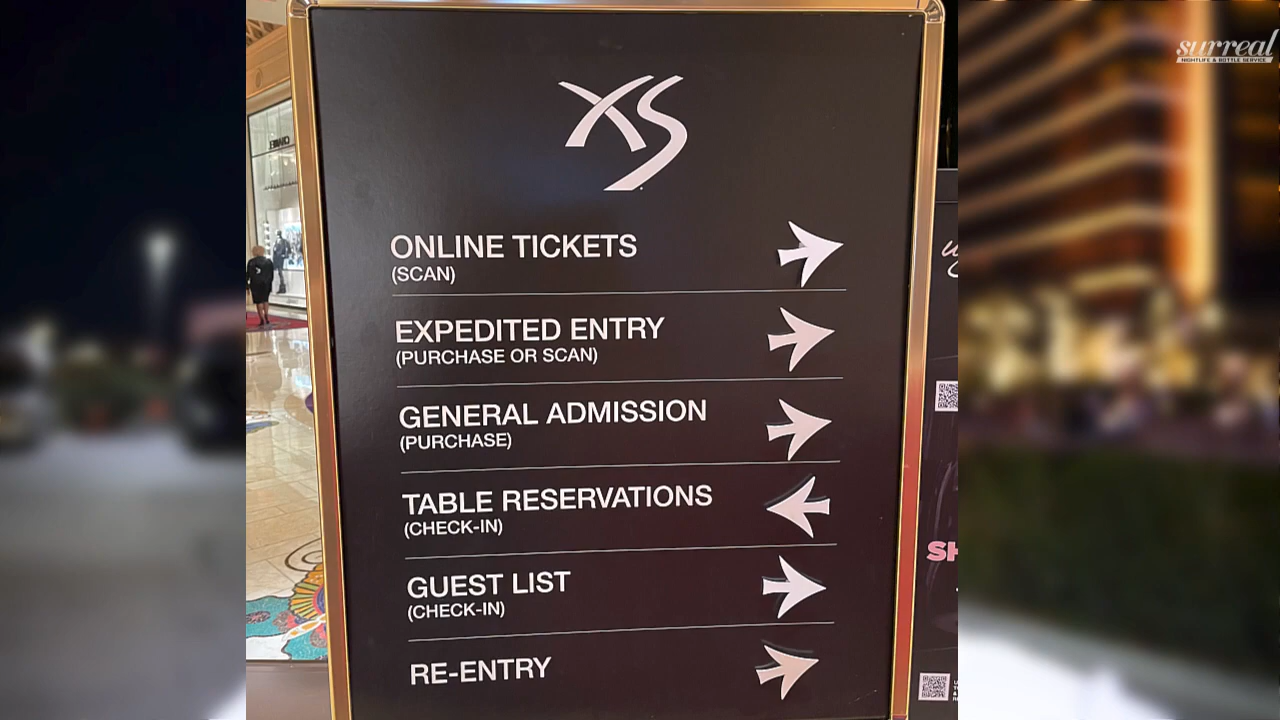 surreal
NIGHTLIFE & BOTTLE SERVICE
XS
ONLINE TICKETS
(SCAN)
EXPEDITED ENTRY
(PURCHASE OR SCAN)
GENERAL ADMISSION
(PURCHASE)
TABLE RESERVATIONS
(CHECK-IN)
GUEST LIST
(CHECK-IN)
RE-ENTRY
SH